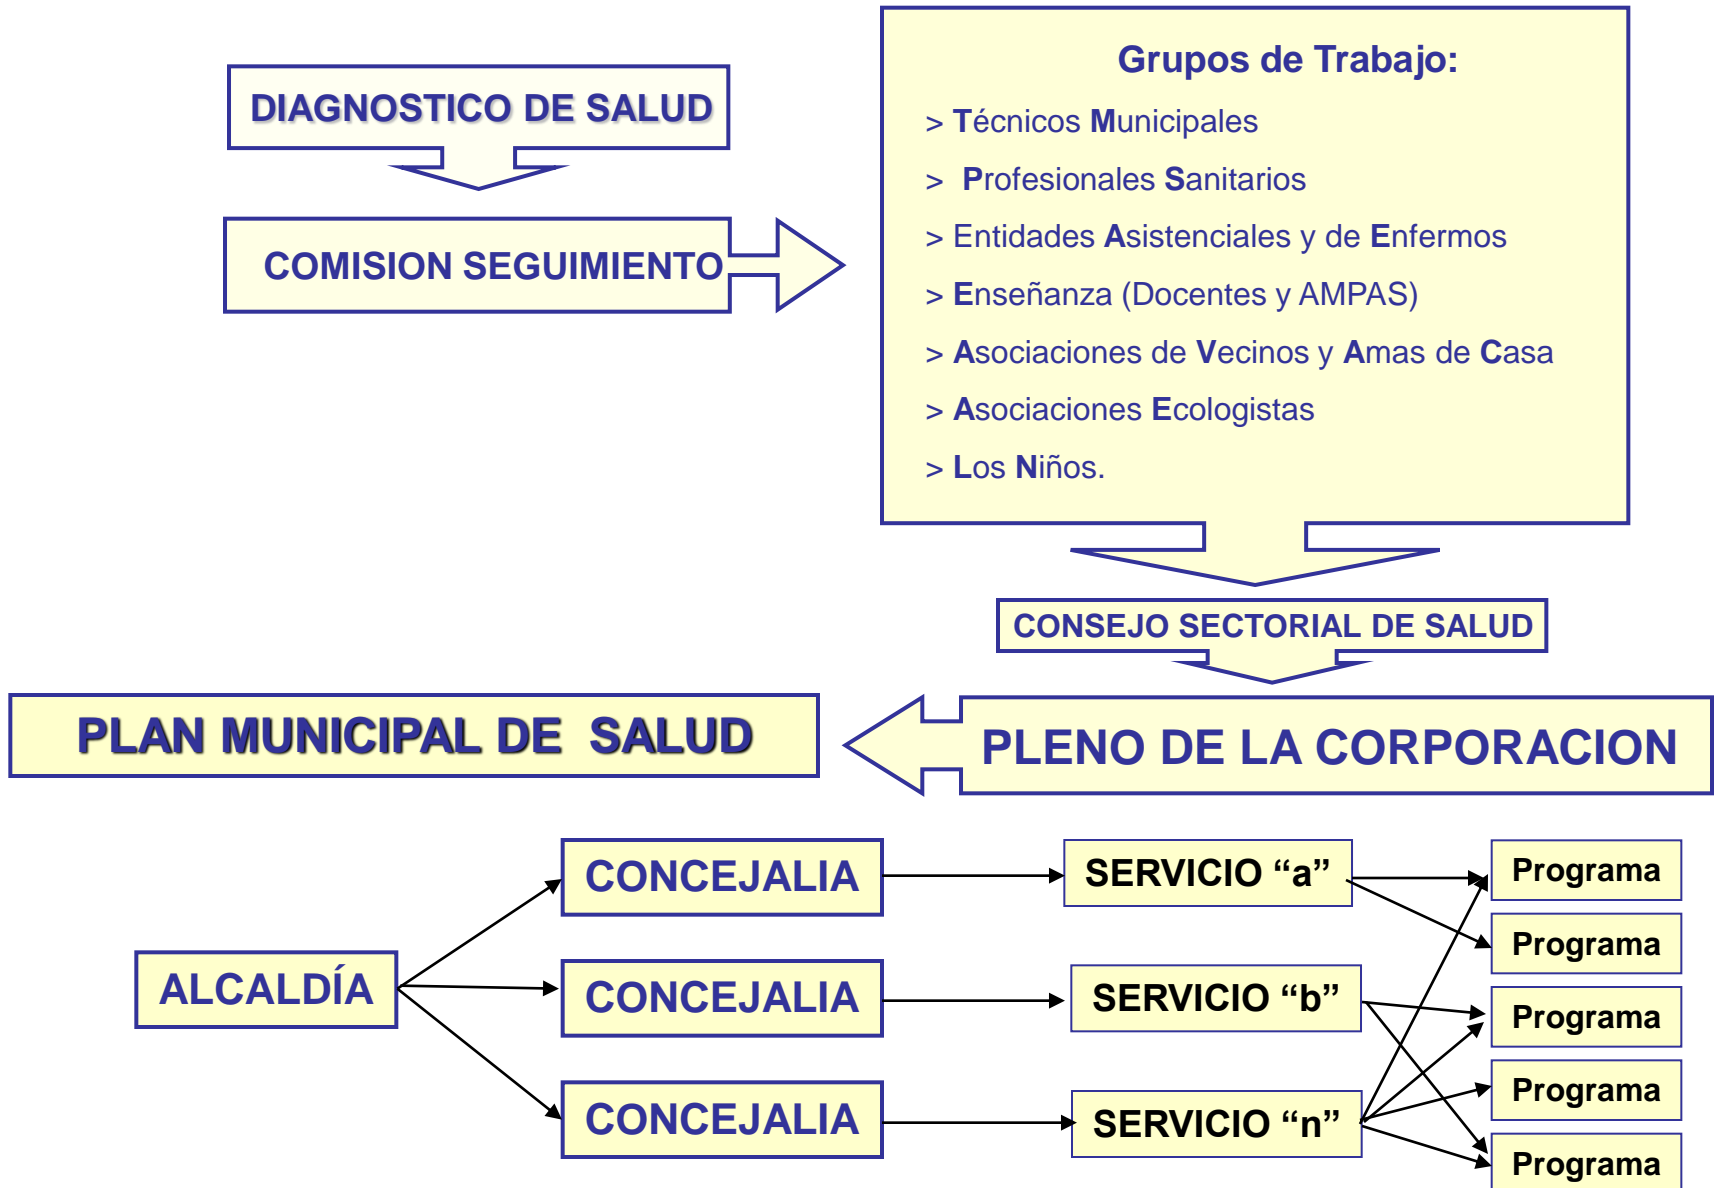 DIAGNOSTICO DE SALUD
COMISION SEGUIMIENTO
Grupos de Trabajo:
> Técnicos Municipales
> Profesionales Sanitarios
> Entidades Asistenciales y de Enfermos
> Enseñanza (Docentes y AMPAS)
> Asociaciones de Vecinos y Amas de Casa
> Asociaciones Ecologistas
> Los Niños.
CONSEJO SECTORIAL DE SALUD
PLENO DE LA CORPORACION
PLAN MUNICIPAL DE SALUD
ALCALDÍA
CONCEJALIA
CONCEJALIA
CONCEJALIA
SERVICIO “a”
SERVICIO “b”
SERVICIO “n”
Programa
Programa
Programa
Programa
Programa